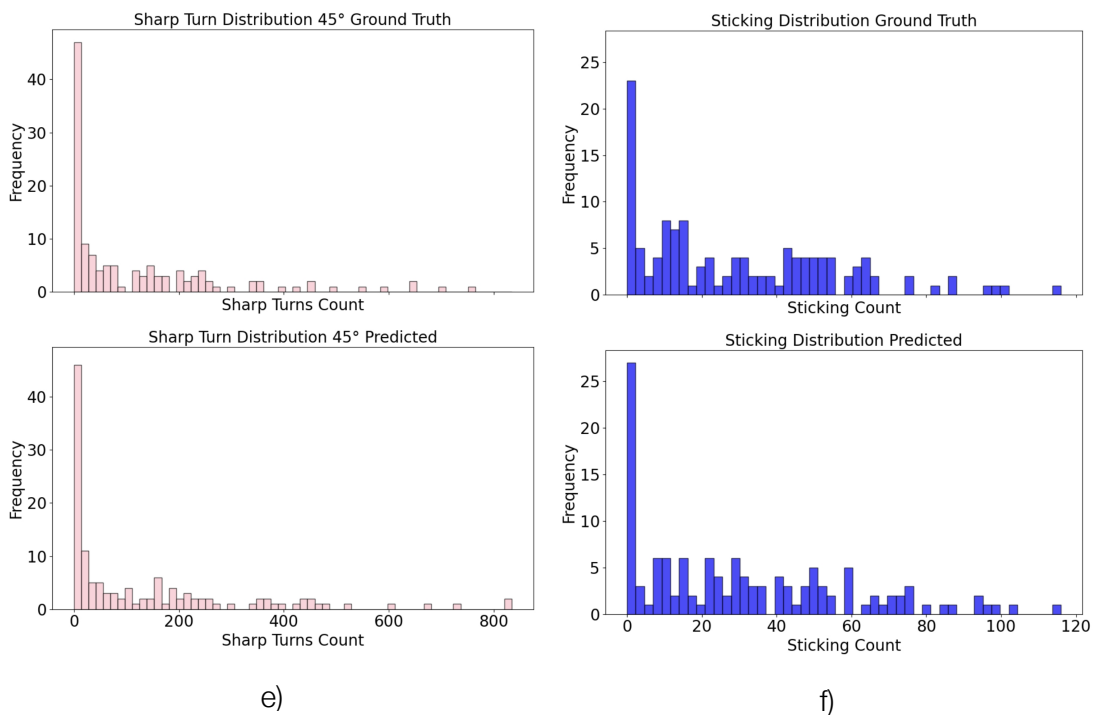 Sharp Turn Distribution 45° Ground Truth
Frequency
40
30
20
10
0
Sharp Turns Count
Sticking Distribution Ground Truth
Frequency
25
20
15
10
5
0
Sticking Count
Sharp Turn Distribution 45° Predicted
Frequency
40
30
20
10
0
0 200 400 600 800
Sharp Turns Count
Sticking Distribution Predicted
Frequency
25
20
15
10
5
0
0 20 40 60 80 100 120
Sticking Count
e)
f)